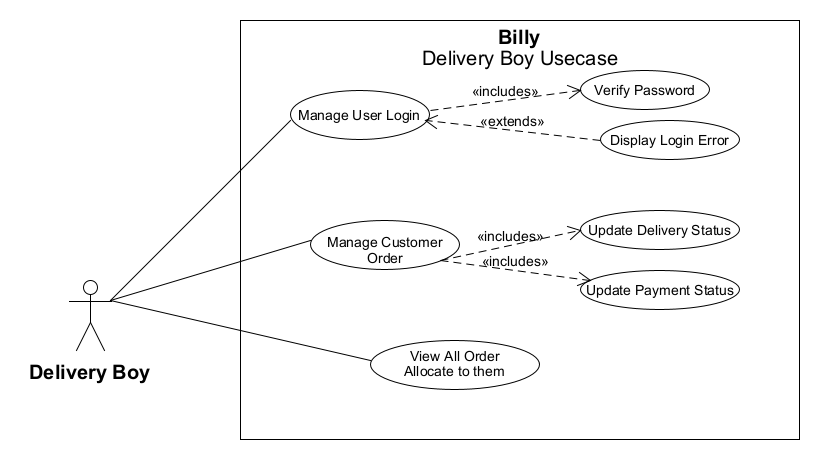 Billy
Delivery Boy Usecase
«includes»
Verify Password
Manage User Login
«extends»
Display Login Error
«includes»
Update Delivery Status
Manage Customer
Order
«includes»
Update Payment Status
View All Order
Allocate to them
Delivery Boy